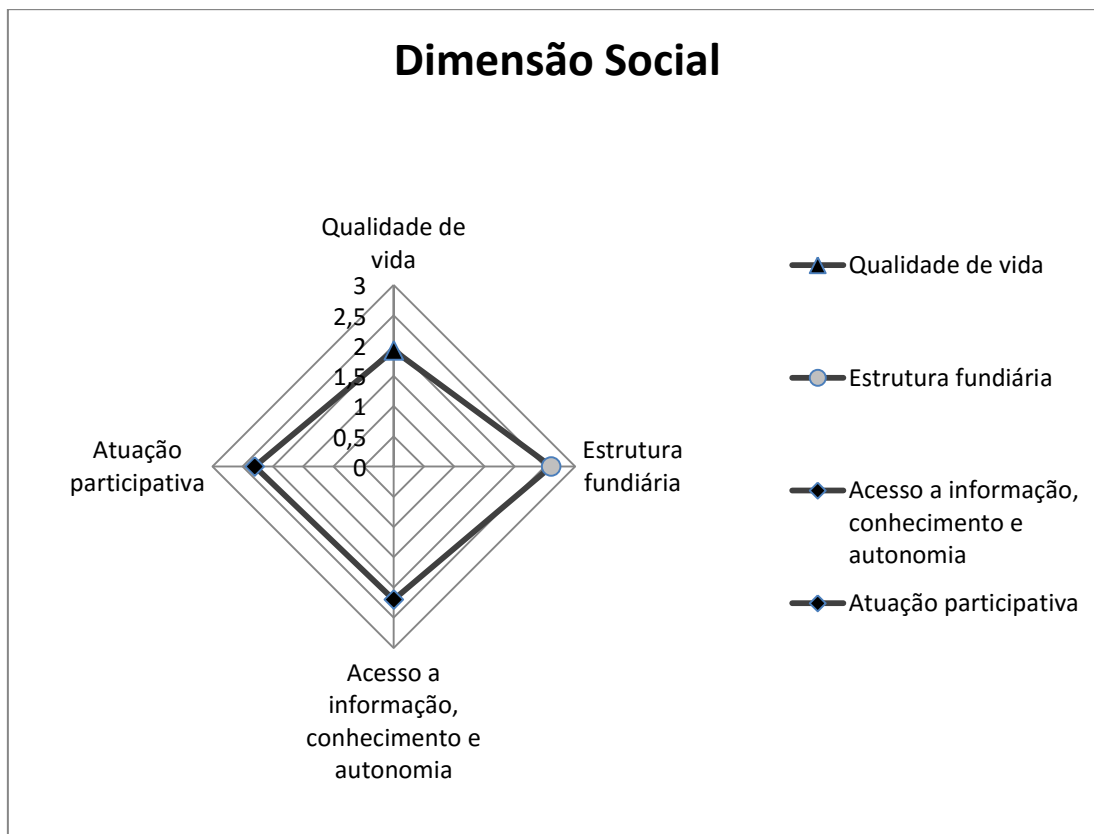 Dimensão Social
Qualidade de
vida
3
2,5
2
1,5
1
0,5
0
Estrutura
fundiária
Acesso a
informação,
conhecimento e
autonomia
Atuação
participativa
Qualidade de vida
Estrutura fundiária
Acesso a informação,
conhecimento e
autonomia
Atuação participativa